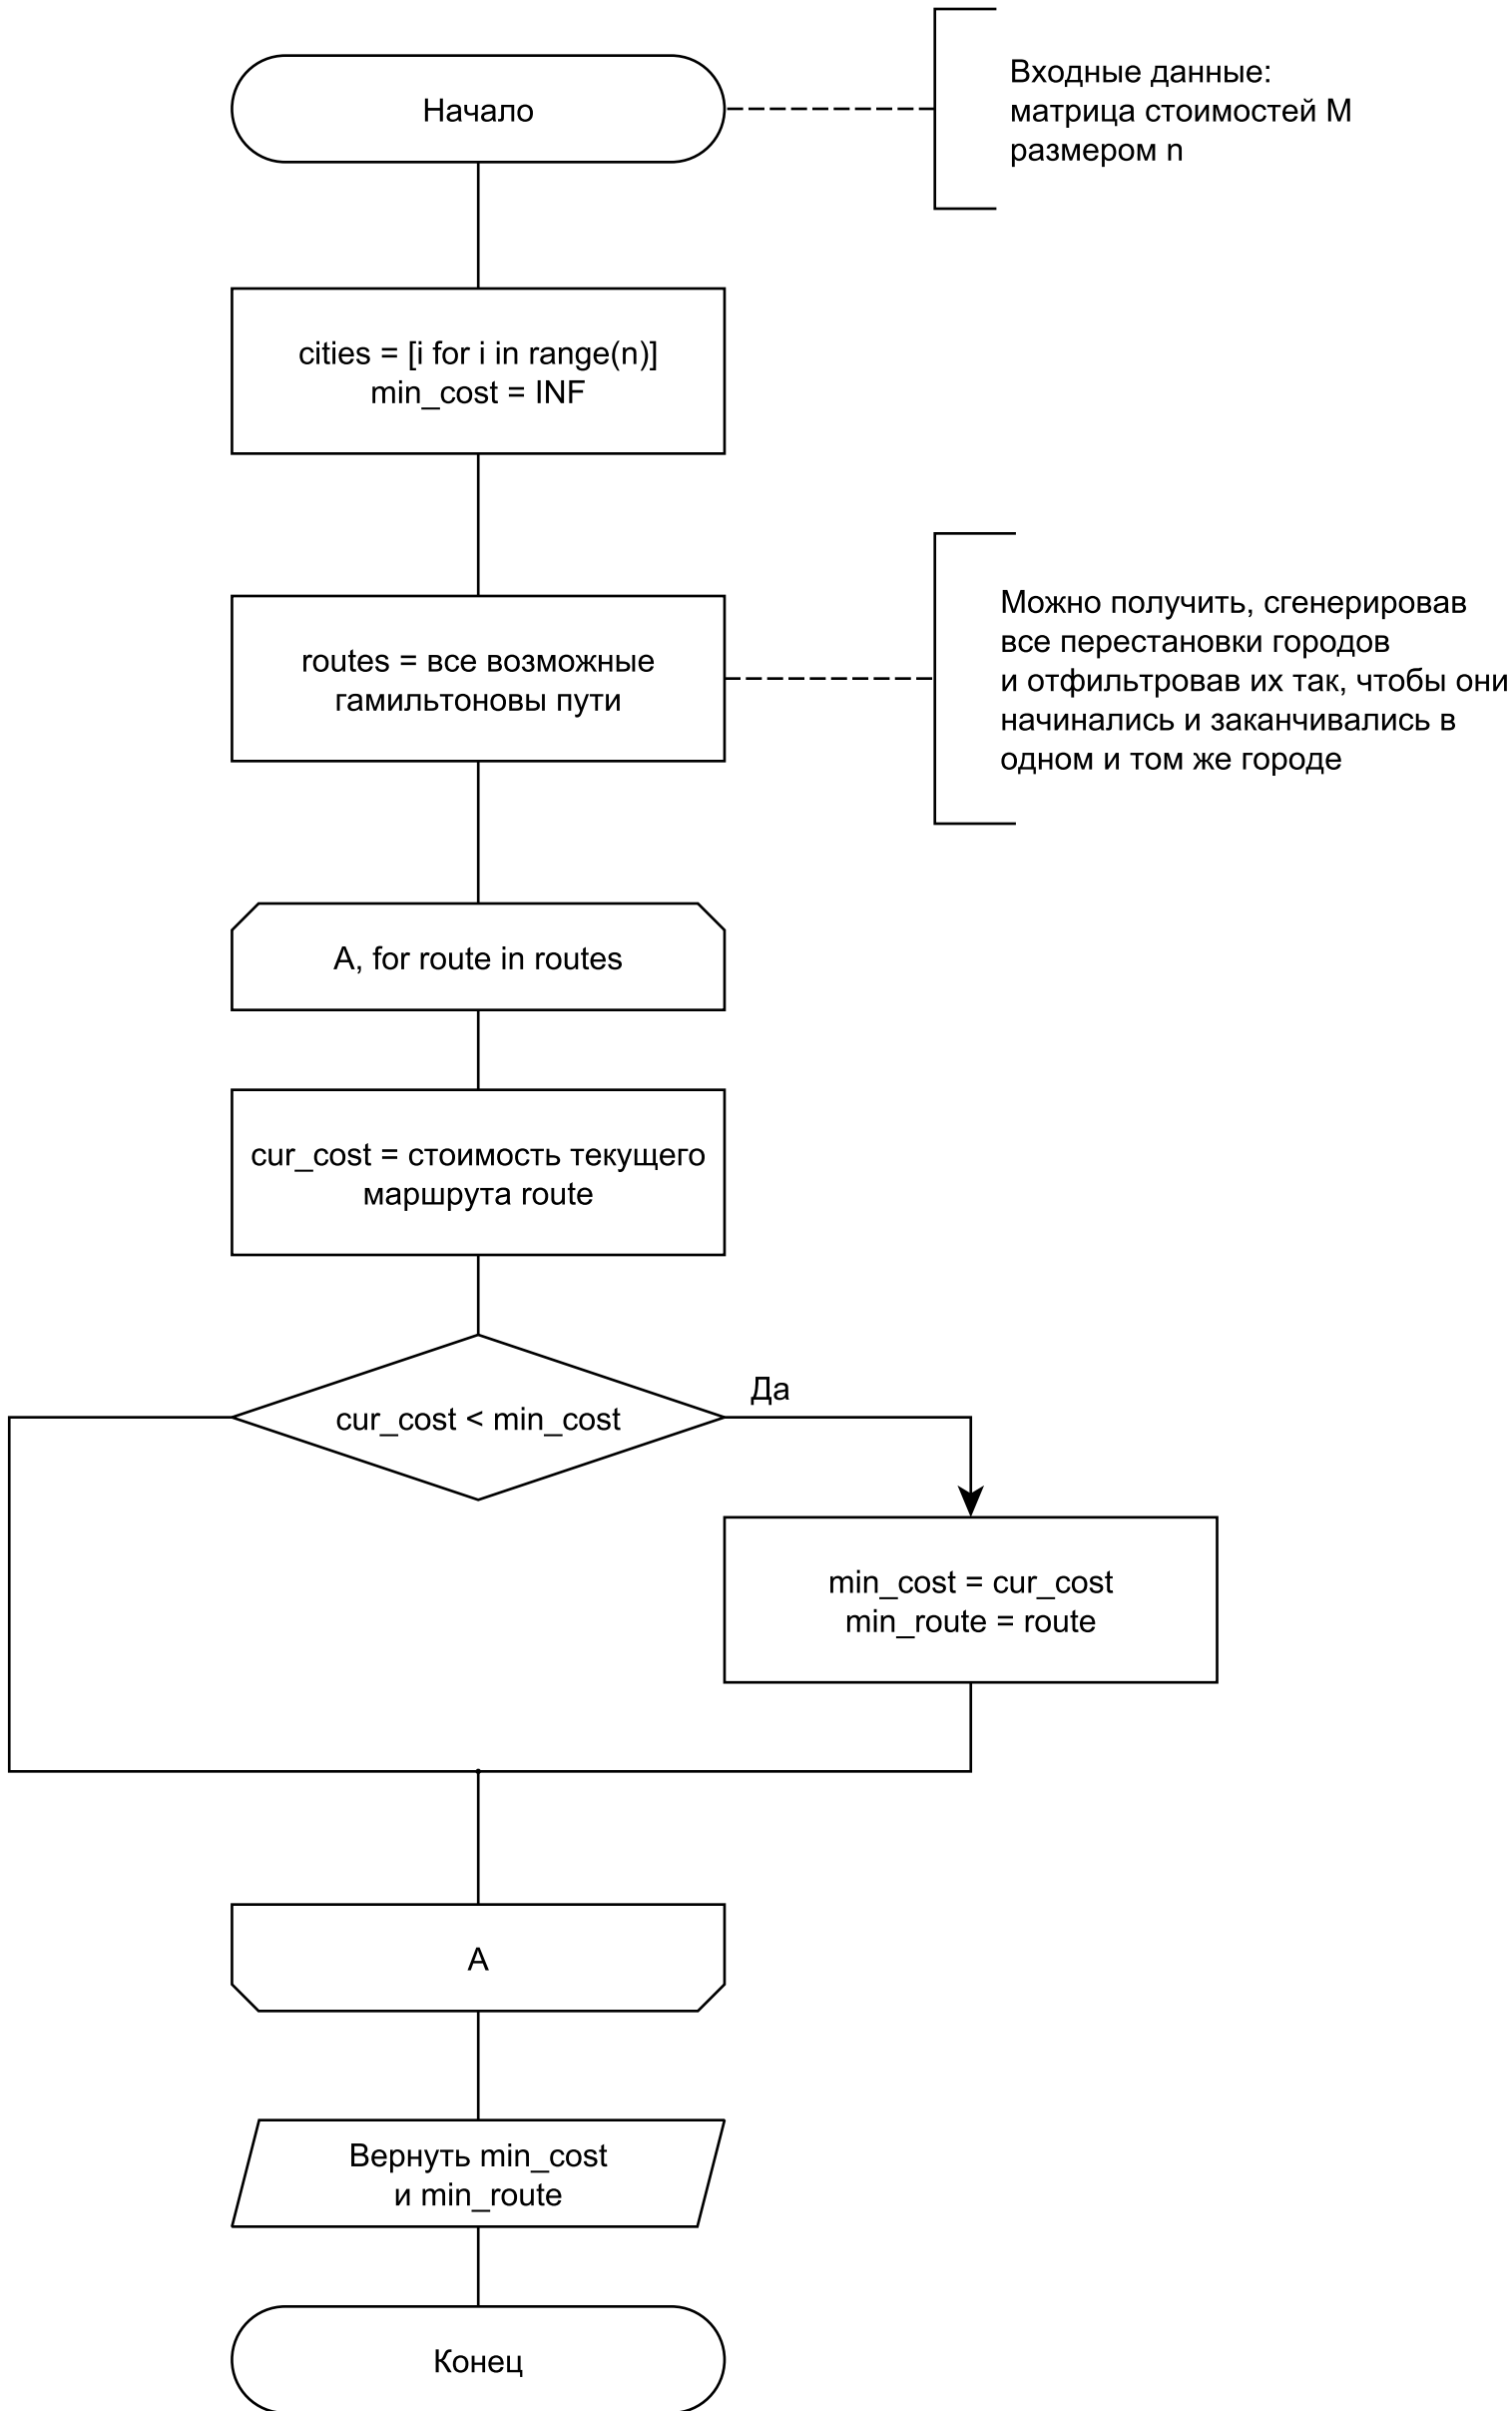 Начало
Входные данные:
матрица стоимостей М
размером n
cities = [i for i in range(n)]
min_cost = INF
routes = все возможные
гамильтоновы пути
Можно получить, сгенерировав
все перестановки городов
и отфильтровав их так, чтобы они
начинались и заканчивались в
одном и том же городе
A, for route in routes
cur_cost = стоимость текущего
маршрута route
cur_cost < min_cost
Да
min_cost = cur_cost
min_route = route
A
Вернуть min_cost
и min_route
Конец